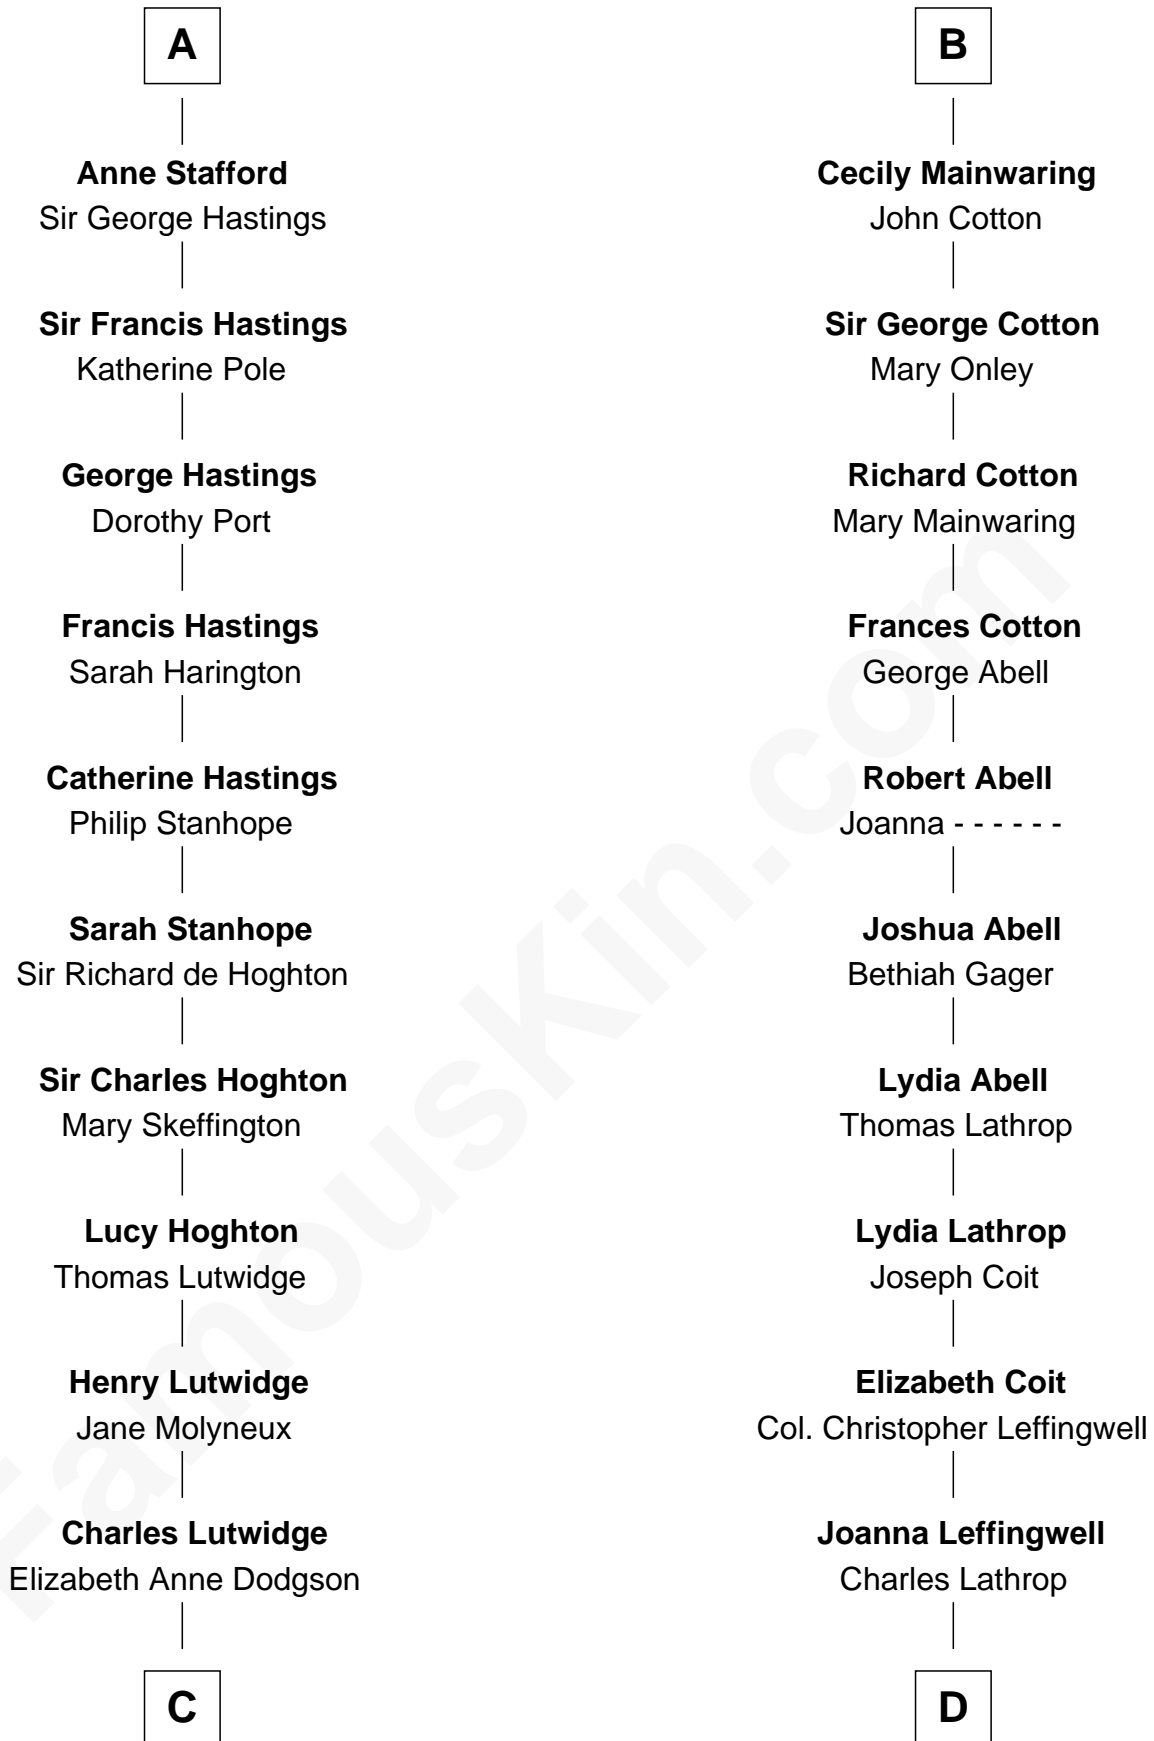 A
Anne Stafford
Sir George Hastings
Sir Francis Hastings
Katherine Pole
George Hastings
Dorothy Port
Francis Hastings
Sarah Harington
Catherine Hastings
Philip Stanhope
Sarah Stanhope
Sir Richard de Hoghton
Sir Charles Hoghton
Mary Skeffington
Lucy Hoghton
Thomas Lutwidge
Henry Lutwidge
Jane Molyneux
Charles Lutwidge
Elizabeth Anne Dodgson
C
B
Cecily Mainwaring
John Cotton
Sir George Cotton
Mary Onley
Richard Cotton
Mary Mainwaring
Frances Cotton
George Abell
Robert Abell
Joanna - - - - - -
Joshua Abell
Bethiah Gager
Lydia Abell
Thomas Lathrop
Lydia Lathrop
Joseph Coit
Elizabeth Coit
Col. Christopher Leffingwell
Joanna Leffingwell
Charles Lathrop
D
FamousKin.com